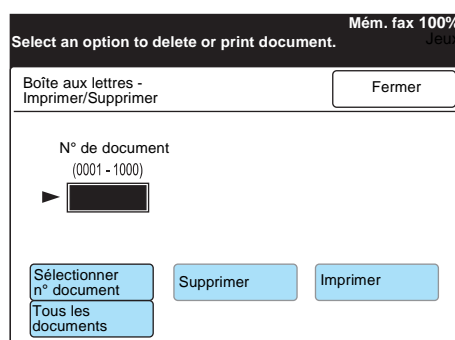 Mém. fax 100%
Select an option to delete or print document.
Jeux
Boîte aux lettres -
Imprimer/Supprimer
Fermer
N° de document
(0001 - 1000)
Sélectionner
n° document
Supprimer
Imprimer
Tous les
documents